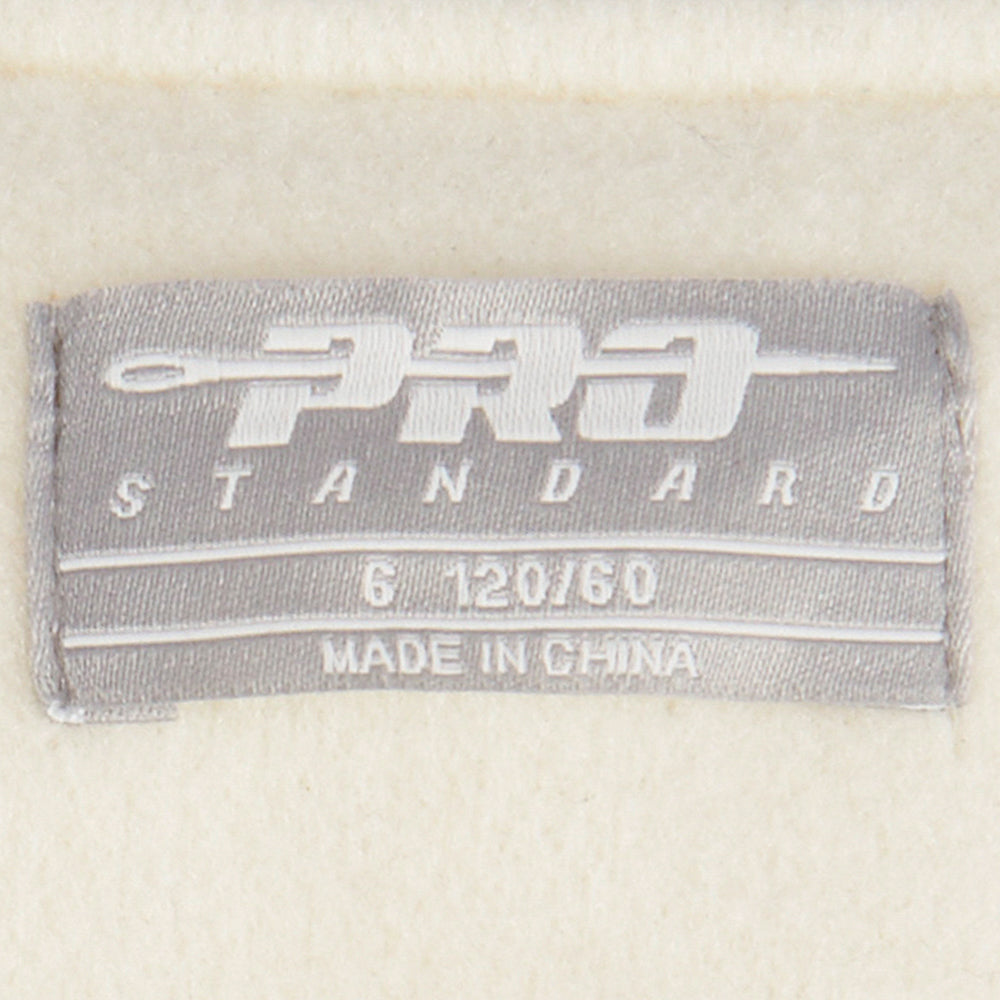 PRO
STANDARD
6 120/60
MADE IN CHINA